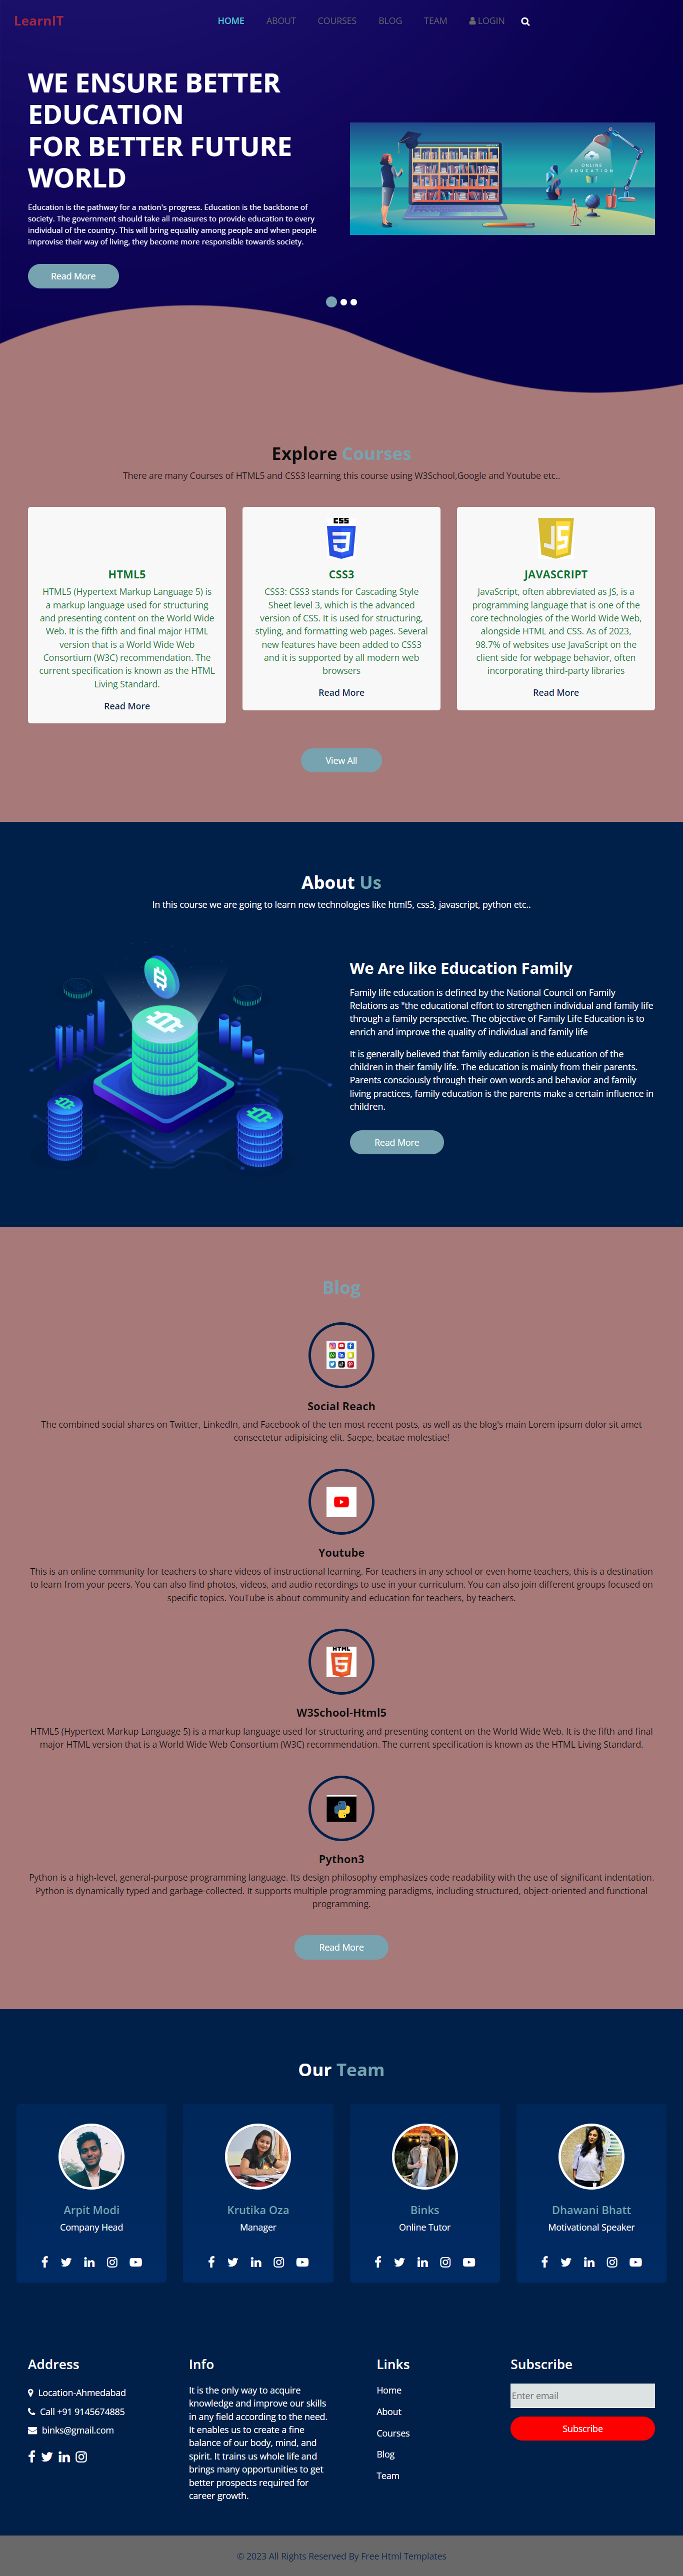 LearnIT
HOME ABOUT COURSES BLOG TEAM LOGIN
WE ENSURE BETTER
EDUCATION
FOR BETTER FUTURE
WORLD
Education is the pathway for a nation's progress. Education is the backbone of
society. The government should take all measures to provide education to every
individual of the country. This will bring equality among people and when people
improvise their way of living, they become more responsible towards society.
Read More
ONLINE
EDUCATION
Explore Courses
There are many Courses of HTML5 and CSS3 learning this course using W3School,Google and Youtube etc..
HTML5
HTML5 (Hypertext Markup Language 5) is
a markup language used for structuring
and presenting content on the World Wide
Web. It is the fifth and final major HTML
version that is a World Wide Web
Consortium (W3C) recommendation. The
current specification is known as the HTML
Living Standard.
Read More
CSS
3
CSS3
CSS3: CSS3 stands for Cascading Style
Sheet level 3, which is the advanced
version of CSS. It is used for structuring,
styling, and formatting web pages. Several
new features have been added to CSS3
and it is supported by all modern web
browsers
Read More
JS
JAVASCRIPT
JavaScript, often abbreviated as JS, is a
programming language that is one of the
core technologies of the World Wide Web,
alongside HTML and CSS. As of 2023,
98.7% of websites use JavaScript on the
client side for webpage behavior, often
incorporating third-party libraries
Read More
View All
About Us
In this course we are going to learn new technologies like html5, css3, javascript, python etc..
We Are like Education Family
Family life education is defined by the National Council on Family
Relations as "the educational effort to strengthen individual and family life
through a family perspective. The objective of Family Life Education is to
enrich and improve the quality of individual and family life
It is generally believed that family education is the education of the
children in their family life. The education is mainly from their parents.
Parents consciously through their own words and behavior and family
living practices, family education is the parents make a certain influence in
children.
Read More
Blog
Social Reach
The combined social shares on Twitter, LinkedIn, and Facebook of the ten most recent posts, as well as the blog's main Lorem ipsum dolor sit amet
consectetur adipisicing elit. Saepe, beatae molestiae!
Youtube
This is an online community for teachers to share videos of instructional learning. For teachers in any school or even home teachers, this is a destination
to learn from your peers. You can also find photos, videos, and audio recordings to use in your curriculum. You can also join different groups focused on
specific topics. YouTube is about community and education for teachers, by teachers.
HTML
5
W3School-Html5
HTML5 (Hypertext Markup Language 5) is a markup language used for structuring and presenting content on the World Wide Web. It is the fifth and final
major HTML version that is a World Wide Web Consortium (W3C) recommendation. The current specification is known as the HTML Living Standard.
Python3
Python is a high-level, general-purpose programming language. Its design philosophy emphasizes code readability with the use of significant indentation.
Python is dynamically typed and garbage-collected. It supports multiple programming paradigms, including structured, object-oriented and functional
programming.
Read More
Our Team
Arpit Modi
Company Head
Krutika Oza
Manager
Binks
Online Tutor
Dhawani Bhatt
Motivational Speaker
Address
Location-Ahmedabad
Call +91 9145674885
binks@gmail.com
Info
It is the only way to acquire
knowledge and improve our skills
in any field according to the need.
It enables us to create a fine
balance of our body, mind, and
spirit. It trains us whole life and
brings many opportunities to get
better prospects required for
career growth.
Links
Home
About
Courses
Blog
Team
Subscribe
Enter email
Subscribe
© 2023 All Rights Reserved By Free Html Templates